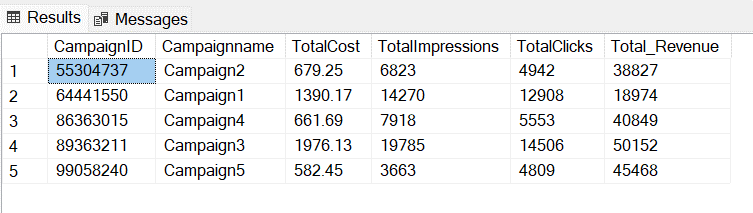 Results Messages
CampaignID Campaignname TotalCost TotalImpressions TotalClicks Total_Revenue
1 55304737 Campaign2 679.25 6823 4942 38827
2 64441550 Campaign1 1390.17 14270 12908 18974
3 86363015 Campaign4 661.69 7918 5553 40849
4 89363211 Campaign3 1976.13 19785 14506 50152
5 99058240 Campaign5 582.45 3663 4809 45468